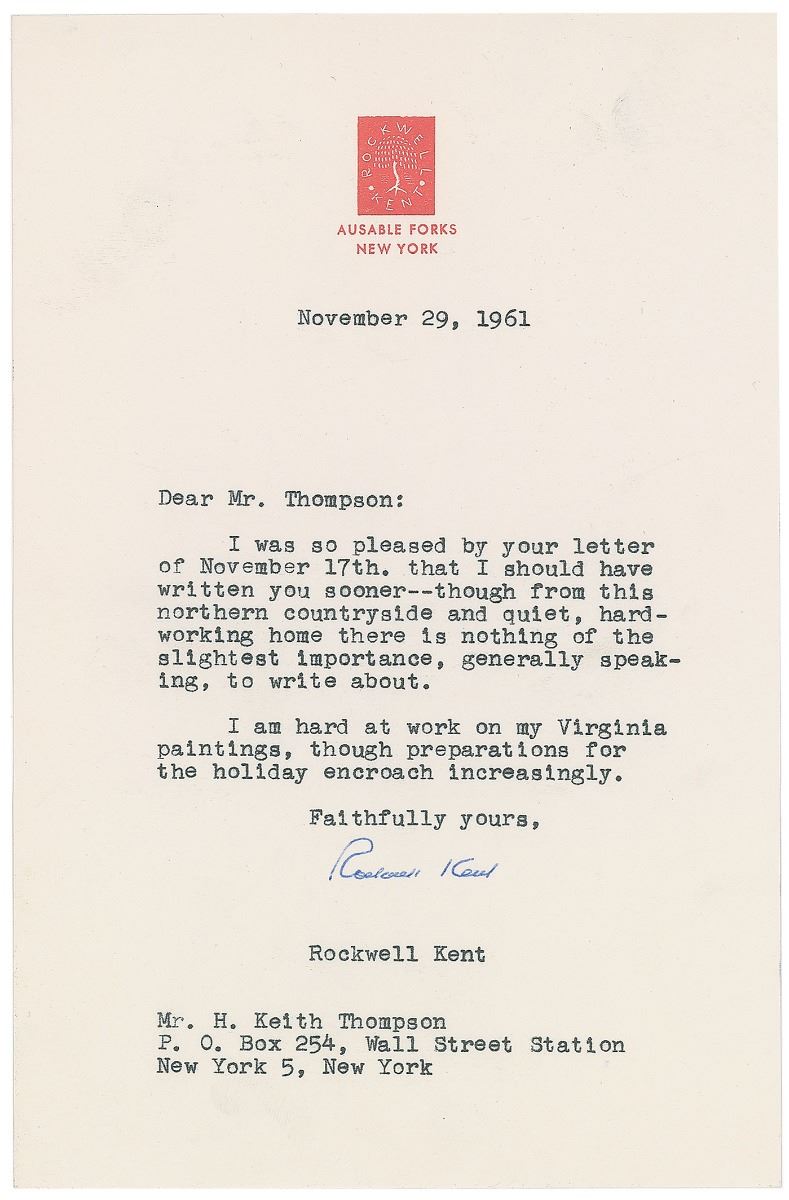 ROCKWELL
KENT
AUSABLE FORKS
NEW YORK
November 29, 1961
Dear Mr. Thompson:
I was so pleased by your letter
of November 17th. that I should have
written you sooner--though from this
northern countryside and quiet, hard-
working home there is nothing of the
slightest importance, generally speak-
ing, to write about.
I am hard at work on my Virginia
paintings, though preparations for
the holiday encroach increasingly.
Faithfully yours,
Rockwell Kent
Rockwell Kent
Mr. H. Keith Thompson
P. O. Box 254, Wall Street Station
New York 5, New York